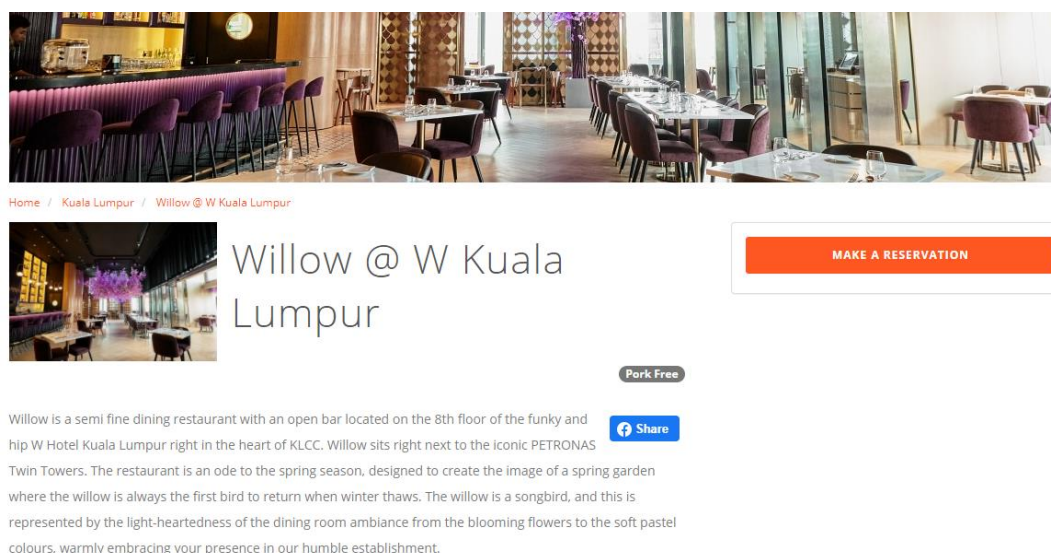 Home / Kuala Lumpur / Willow @ W Kuala Lumpur
Willow @ W Kuala
Lumpur
MAKE A RESERVATION
Pork Free
Willow is a semi fine dining restaurant with an open bar located on the 8th floor of the funky and
Share
hip W Hotel Kuala Lumpur right in the heart of KLCC. Willow sits right next to the iconic PETRONAS
Twin Towers. The restaurant is an ode to the spring season, designed to create the image of a spring garden
where the willow is always the first bird to return when winter thaws. The willow is a songbird, and this is
represented by the light-heartedness of the dining room ambiance from the blooming flowers to the soft pastel
colours, warmly embracing your presence in our humble establishment.